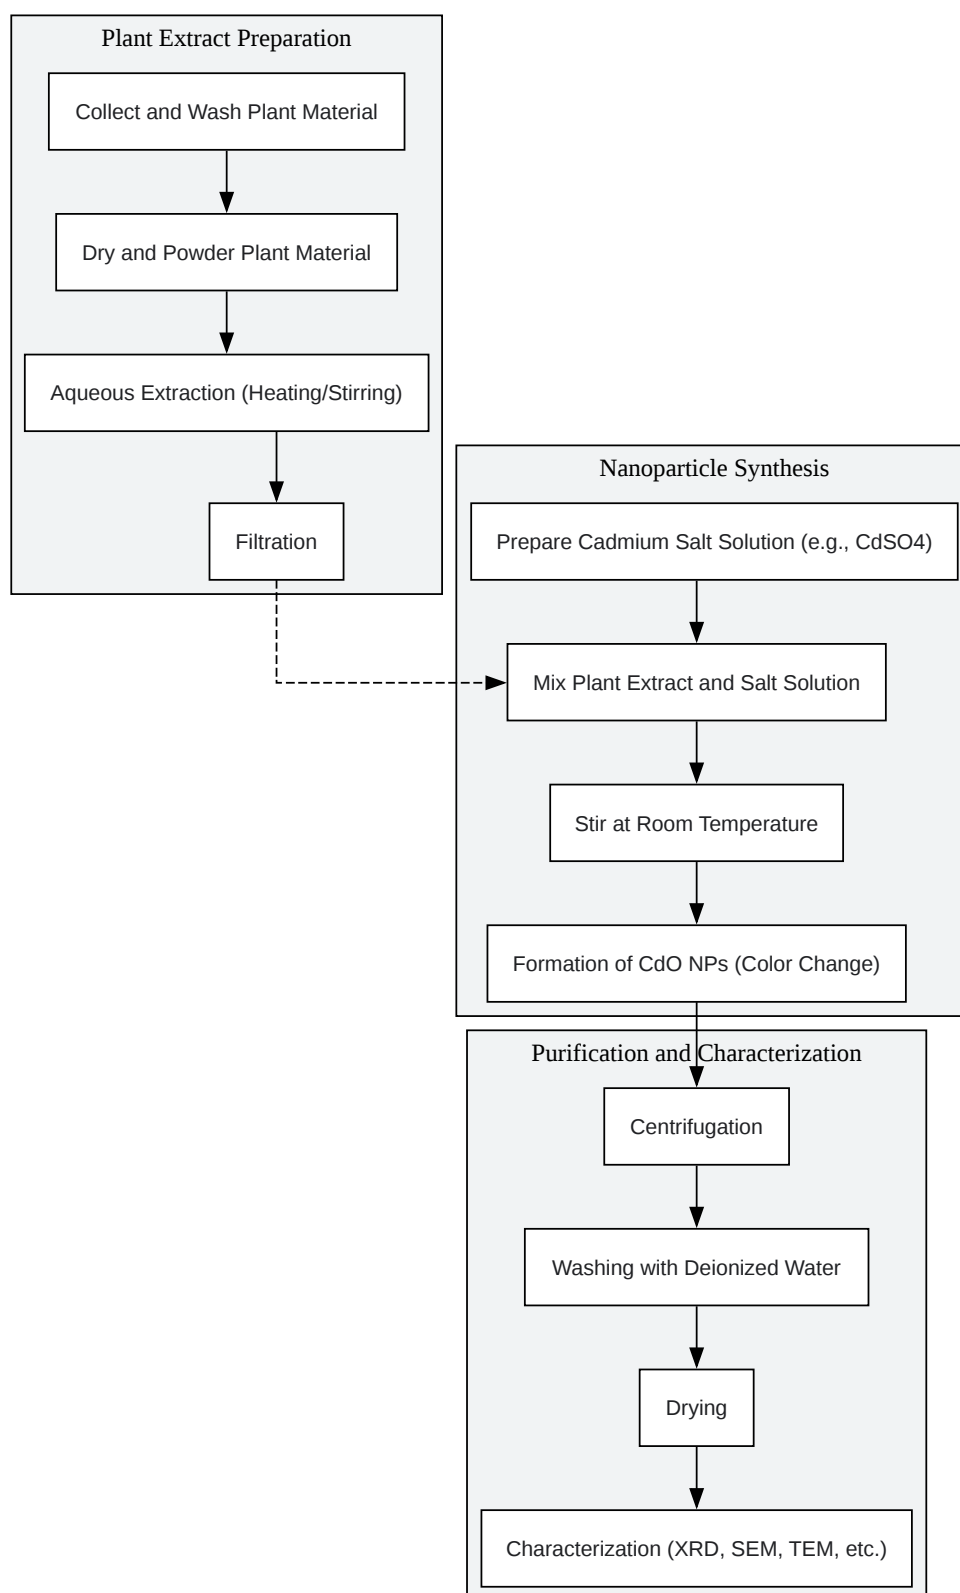 Plant Extract Preparation
Collect and Wash Plant Material
Dry and Powder Plant Material
Aqueous Extraction (Heating/Stirring)
Filtration
Nanoparticle Synthesis
Prepare Cadmium Salt Solution (e.g., CdSO4)
Mix Plant Extract and Salt Solution
Stir at Room Temperature
Formation of CdO NPs (Color Change)
Purification and Characterization
Centrifugation
Washing with Deionized Water
Drying
Characterization (XRD, SEM, TEM, etc.)